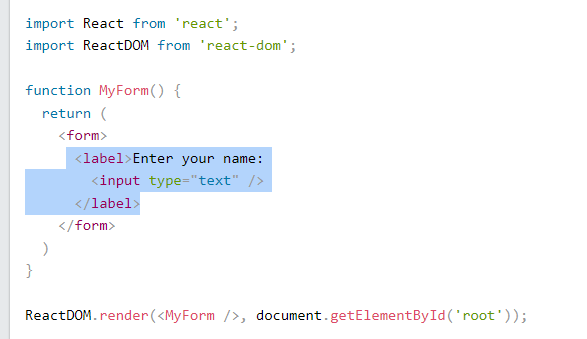 import React from 'react';
import ReactDOM from 'react-dom';
function MyForm() {
  return (
    <form>
      <label>Enter your name:
        <input type="text" />
      </label>
    </form>
  )
}
ReactDOM.render(<MyForm />, document.getElementById('root'));